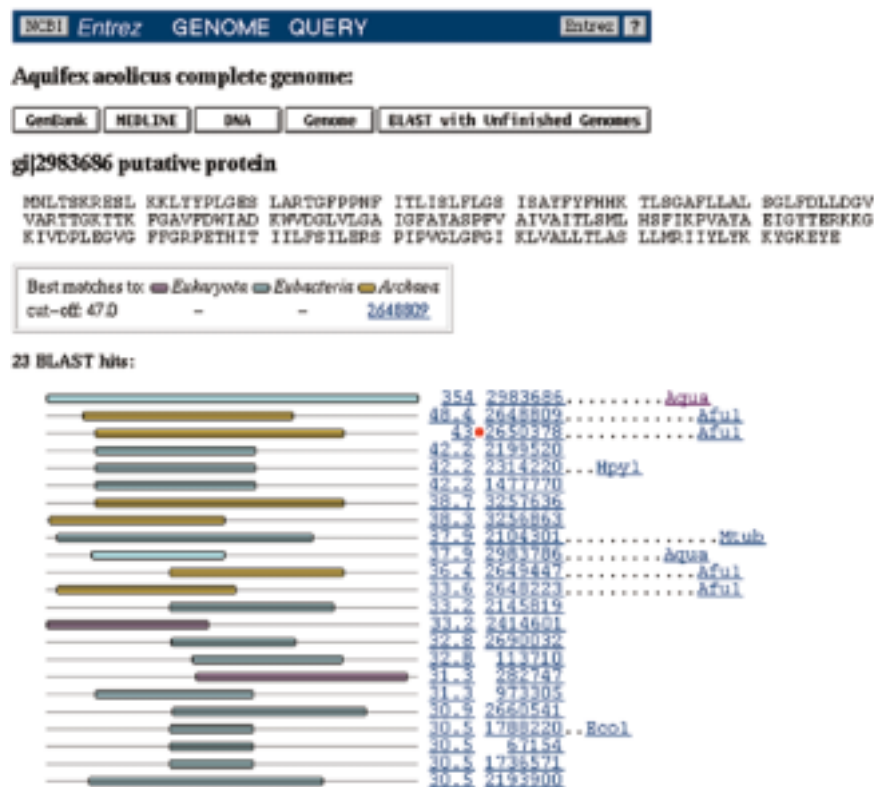 NCBI Entrez GENOME QUERY Entrez ?
Aquifex aeolicus complete genome:
GenBank MEDLINE DNA Genome BLAST with Unfinished Genomes
gi|2983686 putative protein
MNLTSKRESL KKLYYPLGES LARTGFPPNF ITLISLFLGS ISAYFYFHHK TLSGAFLLAL SGLFDLLDGV
VARTTGKTTK FGAVFDWIAD KWVDGLVLGA IGFAYASPFV AIVAITLSML HSFIKPVAYA EIGYTERKKG
KIVDPLEGVG FFGRPETHIT IILFSILERS PIPVGLGFGI KLVALLTLAS LLMRIIYLYK KYGKEYE
Best matches to: Eukaryota Eubacteria Archaea
cut-off: 47.0 - - 2648809
23 BLAST hits:
354 2983686.........Aqua
48.4 2648809............Aful
43 2650378............Aful
42.2 2199520
42.2 2314220...Hpyl
42.2 1477770
38.7 3257636
38.3 3256863
37.9 2104301..............Mtub
37.9 2983786.........Aqua
36.4 2649447............Aful
33.6 2648223............Aful
33.2 2145819
33.2 2414601
32.8 2690032
32.8 113710
31.3 282747
31.3 973305
30.9 2660541
30.5 1788220..Ecol
30.5 67154
30.5 1736571
30.5 2193900